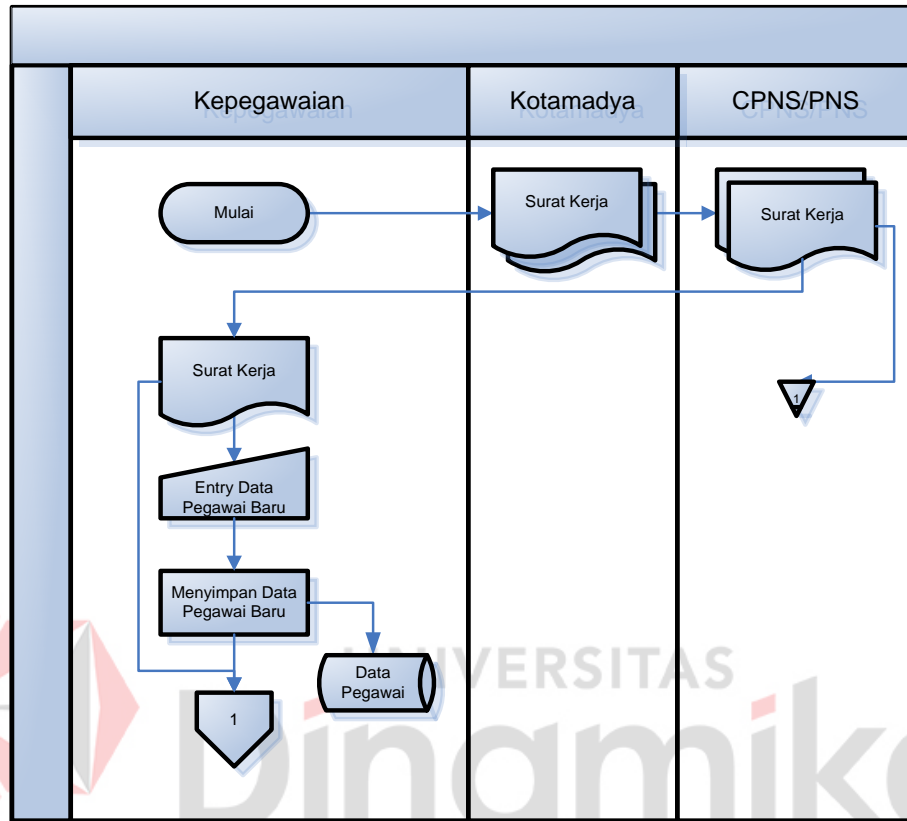 Kepegawaian
Kotamadya
CPNS/PNS
Mulai
Surat Kerja
Surat Kerja
Surat Kerja
1
Entry Data
Pegawai Baru
Menyimpan Data
Pegawai Baru
Data
Pegawai
1
UNIVERSITAS
Dinamika